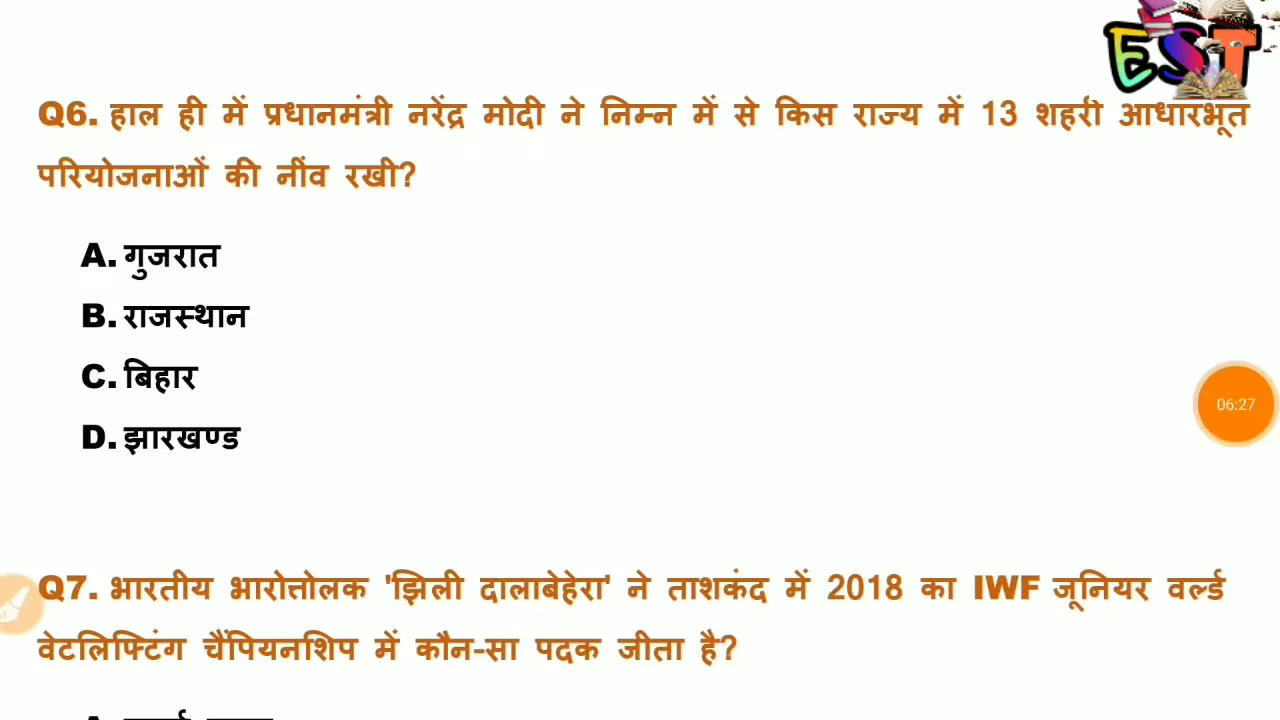 EST
Q6. हाल ही में प्रधानमंत्री नरेंद्र मोदी ने निम्न में से किस राज्य में 13 शहरी आधारभूत
परियोजनाओं की नींव रखी?
A. गुजरात
B. राजस्थान
C. बिहार
06:27
D. झारखण्ड
Q7. भारतीय भारोत्तोलक 'झिली दालाबेहेरा' ने ताशकंद में 2018 का IWF जूनियर वर्ल्ड
वेटलिफ्टिंग चैंपियनशिप में कौन-सा पदक जीता है?